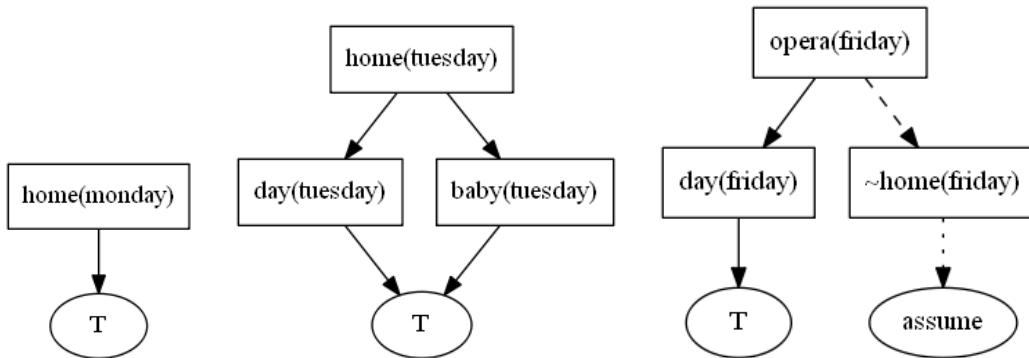 home(monday)
T
home(tuesday)
day(tuesday)
baby(tuesday)
T
opera(friday)
day(friday)
~home(friday)
T
assume